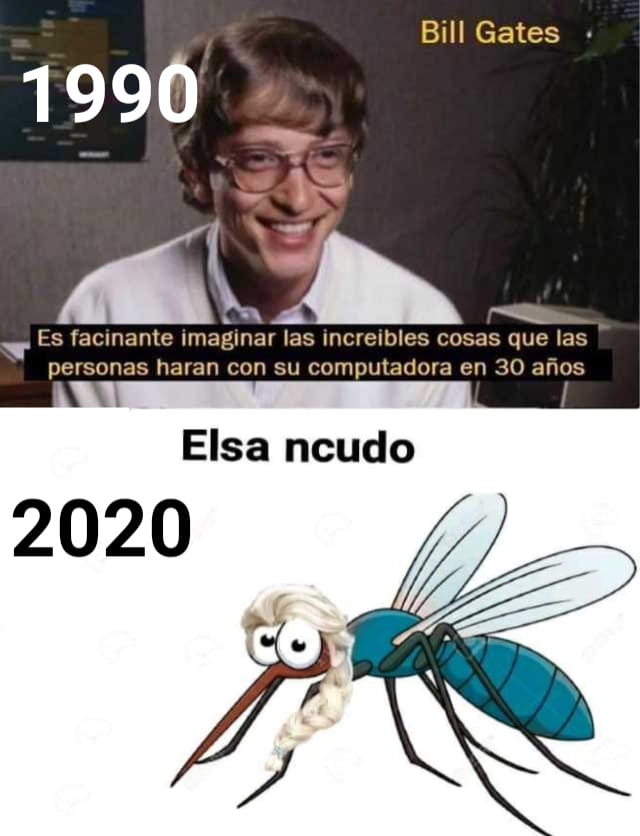 Bill Gates
1990
Es facinante imaginar las increibles cosas que las
personas haran con su computadora en 30 años
Elsa ncudo
2020